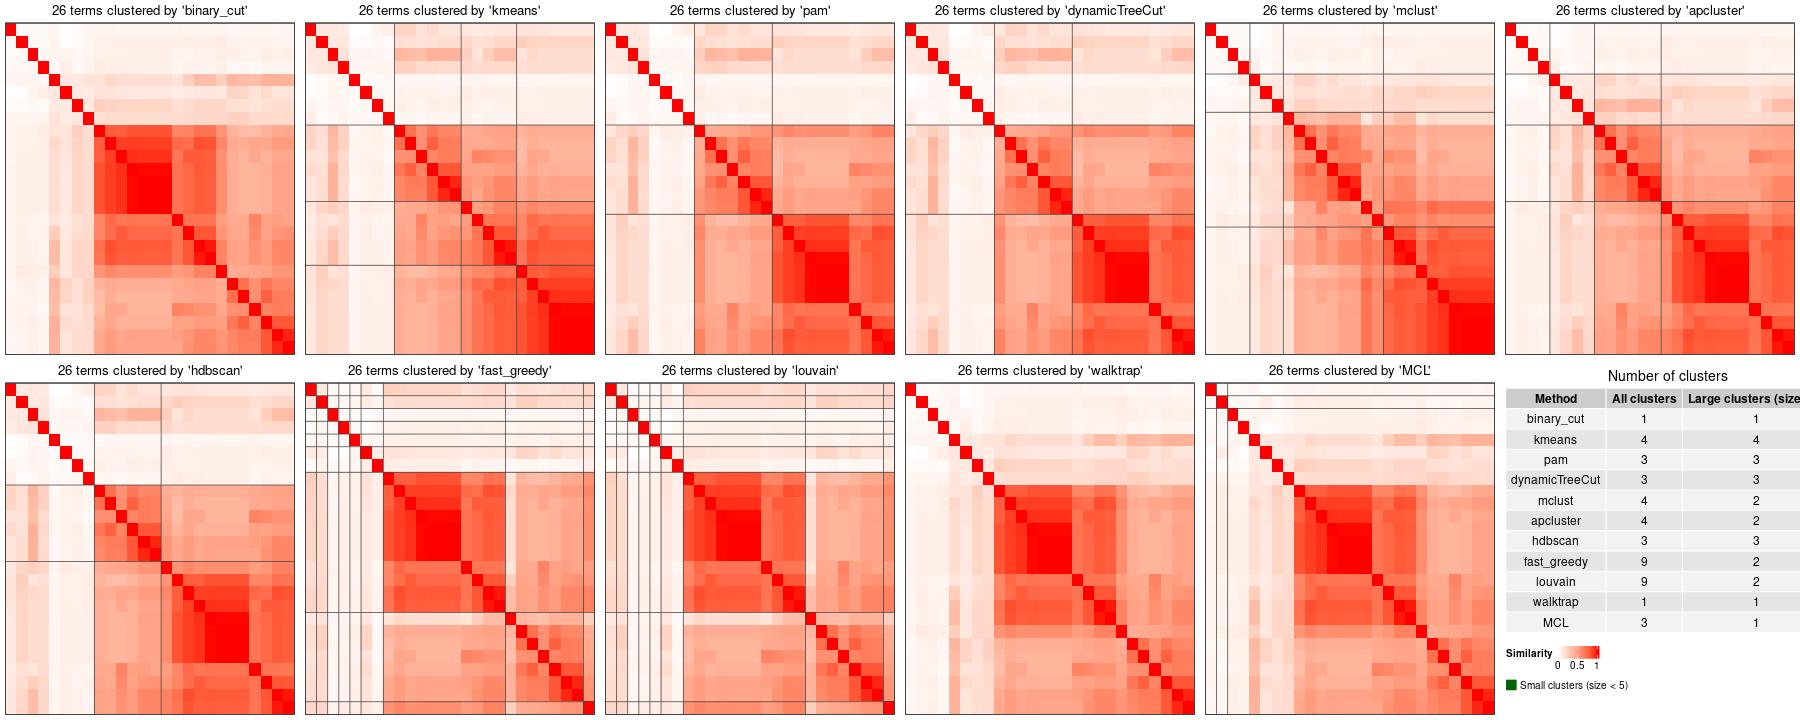 26 terms clustered by 'binary_cut'
26 terms clustered by 'kmeans'
26 terms clustered by 'pam'
26 terms clustered by 'dynamicTreeCut'
26 terms clustered by 'mclust'
26 terms clustered by 'apcluster'
26 terms clustered by 'hdbscan'
26 terms clustered by 'fast_greedy'
26 terms clustered by 'louvain'
26 terms clustered by 'walktrap'
26 terms clustered by 'MCL'
Number of clusters
Method All clusters Large clusters (size
binary_cut 1 1
kmeans 4 4
pam 3 3
dynamicTreeCut 3 3
mclust 4 2
apcluster 4 2
hdbscan 3 3
fast_greedy 9 2
louvain 9 2
walktrap 1 1
MCL 3 1
Similarity
0 0.5 1
Small clusters (size < 5)